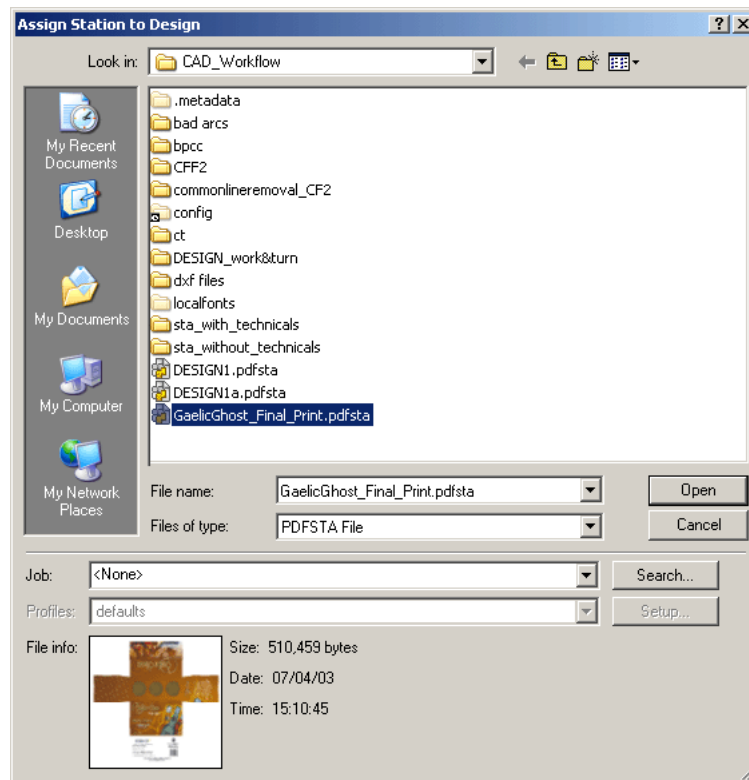 Assign Station to Design
Look in: CAD_Workflow
My Recent
Documents
Desktop
My Documents
My Computer
My Network
Places
.metadata
bad arcs
bpcc
CFF2
commonlineremoval_CF2
config
ct
DESIGN_work&turn
dxf files
localfonts
sta_with_technicals
sta_without_technicals
DESIGN1.pdfsta
DESIGN1a.pdfsta
GaelicGhost_Final_Print.pdfsta
File name: GaelicGhost_Final_Print.pdfsta Open
Files of type: PDFSTA File Cancel
Job: <None> Search...
Profiles: defaults Setup...
File info: Size: 510,459 bytes
Date: 07/04/03
Time: 15:10:45